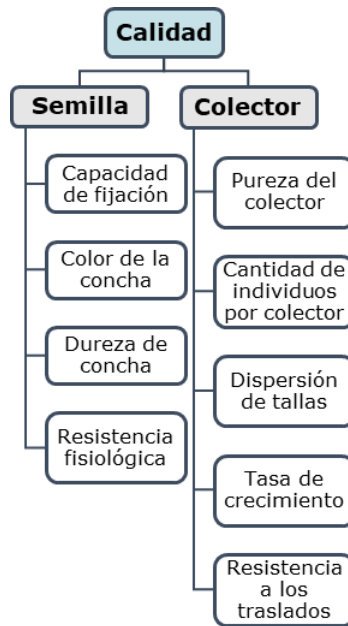 Calidad
Semilla
Colector
Capacidad
de fijación
Color de la
concha
Dureza de
concha
Resistencia
fisiológica
Pureza del
colector
Cantidad de
individuos
por colector
Dispersión
de tallas
Tasa de
crecimiento
Resistencia
a los
traslados